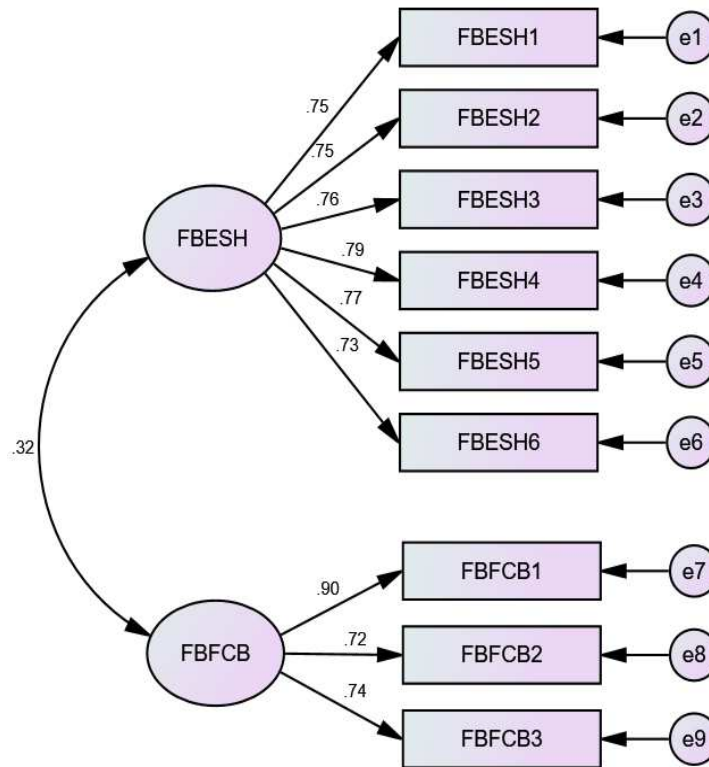 FBESH1
e1
.75
FBESH2
e2
.75
FBESH3
e3
.76
FBESH
FBESH4
e4
.79
FBESH5
e5
.77
FBESH6
e6
.73
.32
FBFCB1
e7
.90
FBFCB
FBFCB2
e8
.72
FBFCB3
e9
.74